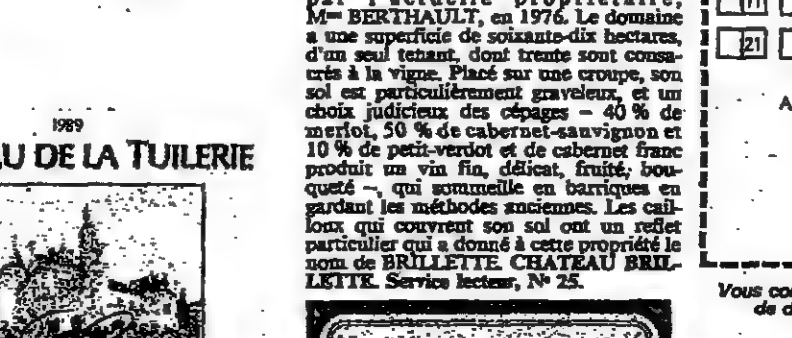 1989
U DE LA TUILERIE
par l'actuelle propriétaire,
M— BERTHAULT, en 1976. Le domaine
a une superficie de soixante-dix hectares,
d'un seul tenant, dont trente sont consa-
crés à la vigne. Placé sur une croupe, son
sol est particulièrement graveleux, et un
choix judicieux des cépages – 40 % de
merlot, 50 % de cabernet-sauvignon et
10 % de petit-verdot et de cabernet franc
produit un vin fin, délicat, fruité, bou-
queté –, qui sommeille en barriques en
gardant les méthodes anciennes. Les cail-
loux qui couvrent son sol ont un reflet
particulier qui a donné à cette propriété le
nom de BRILLETTE. CHATEAU BRIL-
LETTE. Service lecteur, N° 25.
11
21
A
Vous
de d